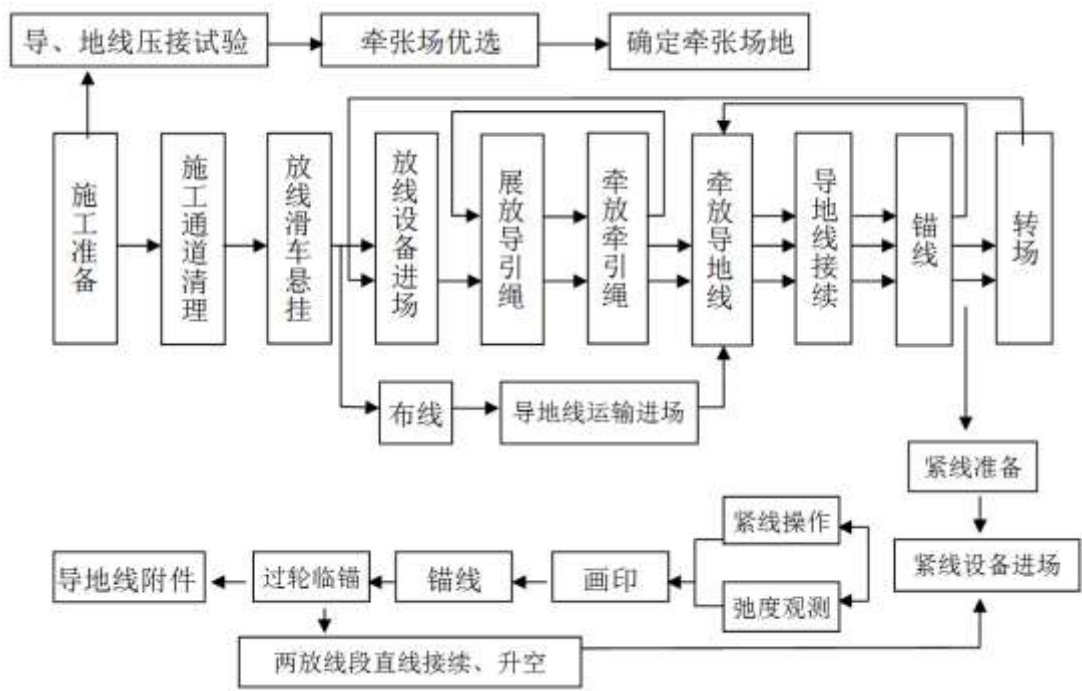 导、地线压接试验
牵张场优选
确定牵张场地
施工准备
施工通道清理
放线滑车悬挂
放线设备进场
展放导引绳
牵放牵引绳
牵放导地线
导地线接续
锚线
转场
布线
导地线运输进场
紧线准备
紧线操作
紧线设备进场
导地线附件
过轮临锚
锚线
画印
弛度观测
两放线段直线接续、升空